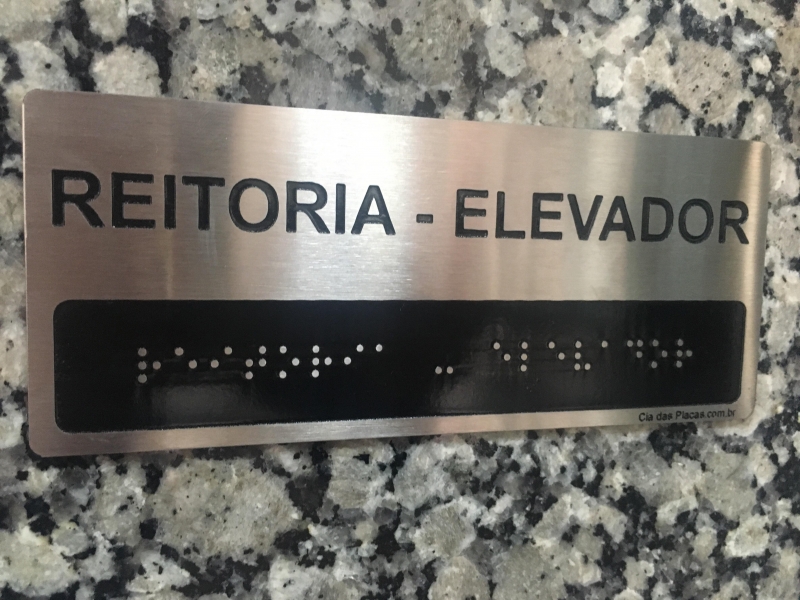 REITORIA - ELEVADOR
Cia das Placas.com.br